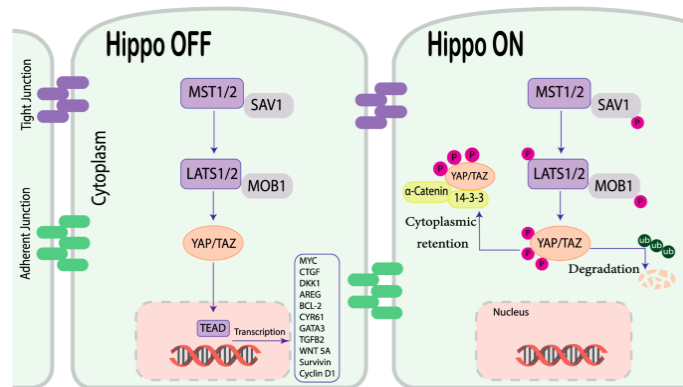 Tight Junction
Adherent Junction
Cytoplasm
Hippo OFF
MST1/2
SAV1
LATS1/2
MOB1
YAP/TAZ
TEAD
Transcription
MYC
CTGF
DKK1
AREG
BCL-2
CYR61
GATA3
TGFB2
WNT 5A
Survivin
Cyclin D1
Hippo ON
MST1/2
SAV1
P
P
LATS1/2
MOB1
P
P
P
P
YAP/TAZ
α-Catenin
14-3-3
Cytoplasmic
retention
P
P
YAP/TAZ
ub
ub
ub
Degradation
Nucleus